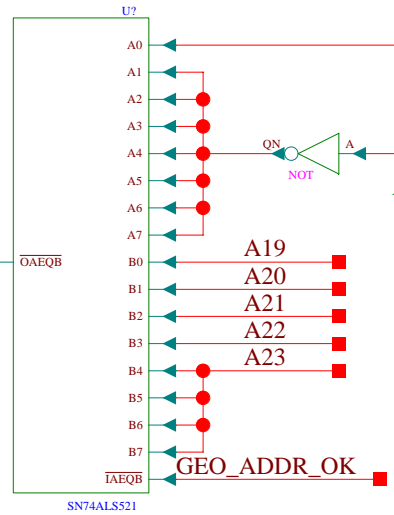 U?
A0
A1
A2
A3
A4
QN
A
A5
NOT
A6
A7
A19
OAEQB
B0
A20
B1
A21
B2
A22
B3
A23
B4
B5
B6
B7
GEO_ADDR_OK
IAEQB
SN74ALS521